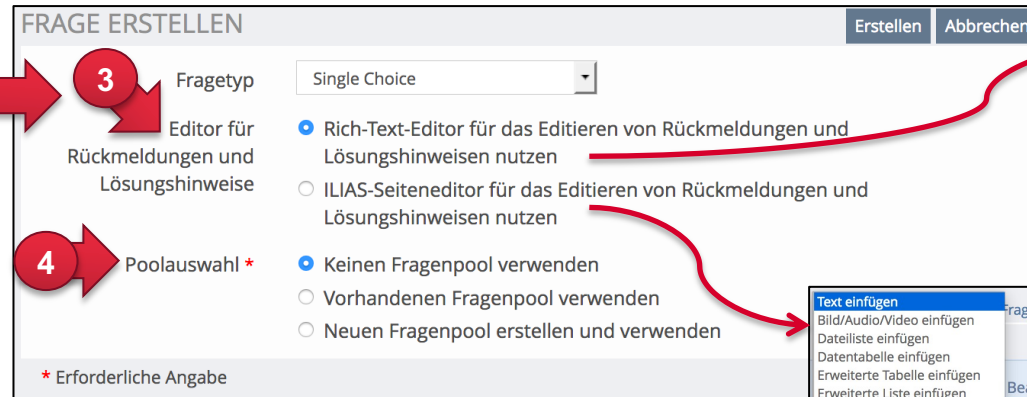 FRAGE ERSTELLEN
Erstellen Abbrechen
3
Fragetyp Single Choice
Editor für Rückmeldungen und Lösungshinweise
Rich-Text-Editor für das Editieren von Rückmeldungen und
Lösungshinweisen nutzen
ILIAS-Seiteneditor für das Editieren von Rückmeldungen und
Lösungshinweisen nutzen
4
Poolauswahl *
Keinen Fragenpool verwenden
Vorhandenen Fragenpool verwenden
Neuen Fragenpool erstellen und verwenden
* Erforderliche Angabe
Text einfügen
Bild/Audio/Video einfügen
Dateiliste einfügen
Datentabelle einfügen
Erweiterte Tabelle einfügen
Erweiterte Liste einfügen